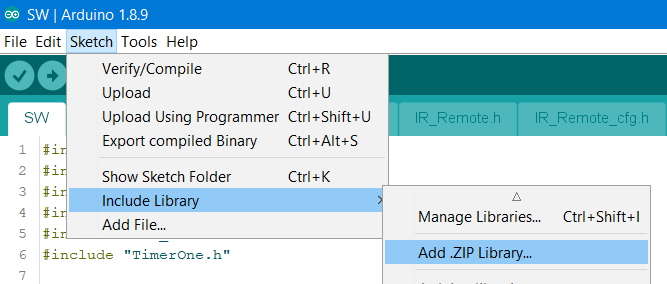 SW | Arduino 1.8.9
File Edit Sketch Tools Help
Verify/Compile Ctrl+R
Upload Ctrl+U
Upload Using Programmer Ctrl+Shift+U
Export compiled Binary Ctrl+Alt+S
SW IR_Remote.h IR_Remote_cfg.h
Show Sketch Folder Ctrl+K
Include Library
Add File...
Manage Libraries... Ctrl+Shift+I
Add .ZIP Library...
1 #in
2 #in
3 #in
4 #in
5 #in
6 #include "TimerOne.h"
7